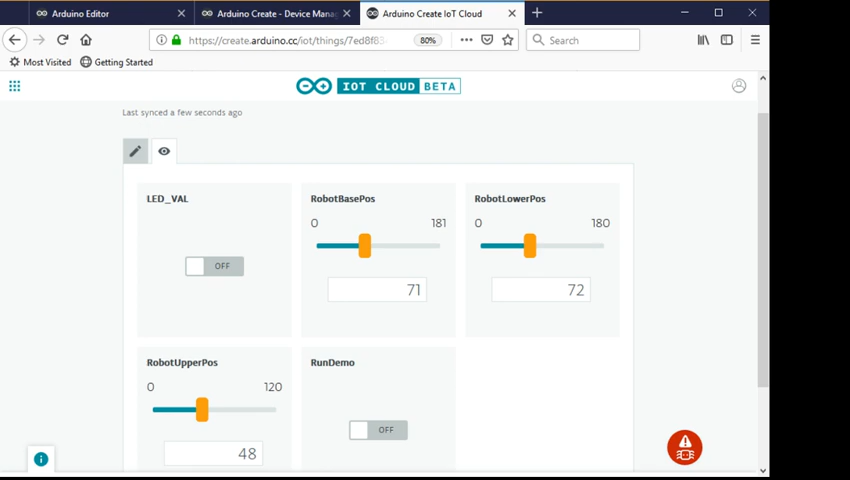 Arduino Editor
Arduino Create - Device Mana
Arduino Create IoT Cloud
https://create.arduino.cc/iot/things/7ed8f83
80%
Search
Most Visited
Getting Started
IOT CLOUD BETA
Last synced a few seconds ago
LED_VAL
OFF
RobotBasePos
0 181
71
RobotLowerPos
0 180
72
RobotUpperPos
0 120
48
RunDemo
OFF